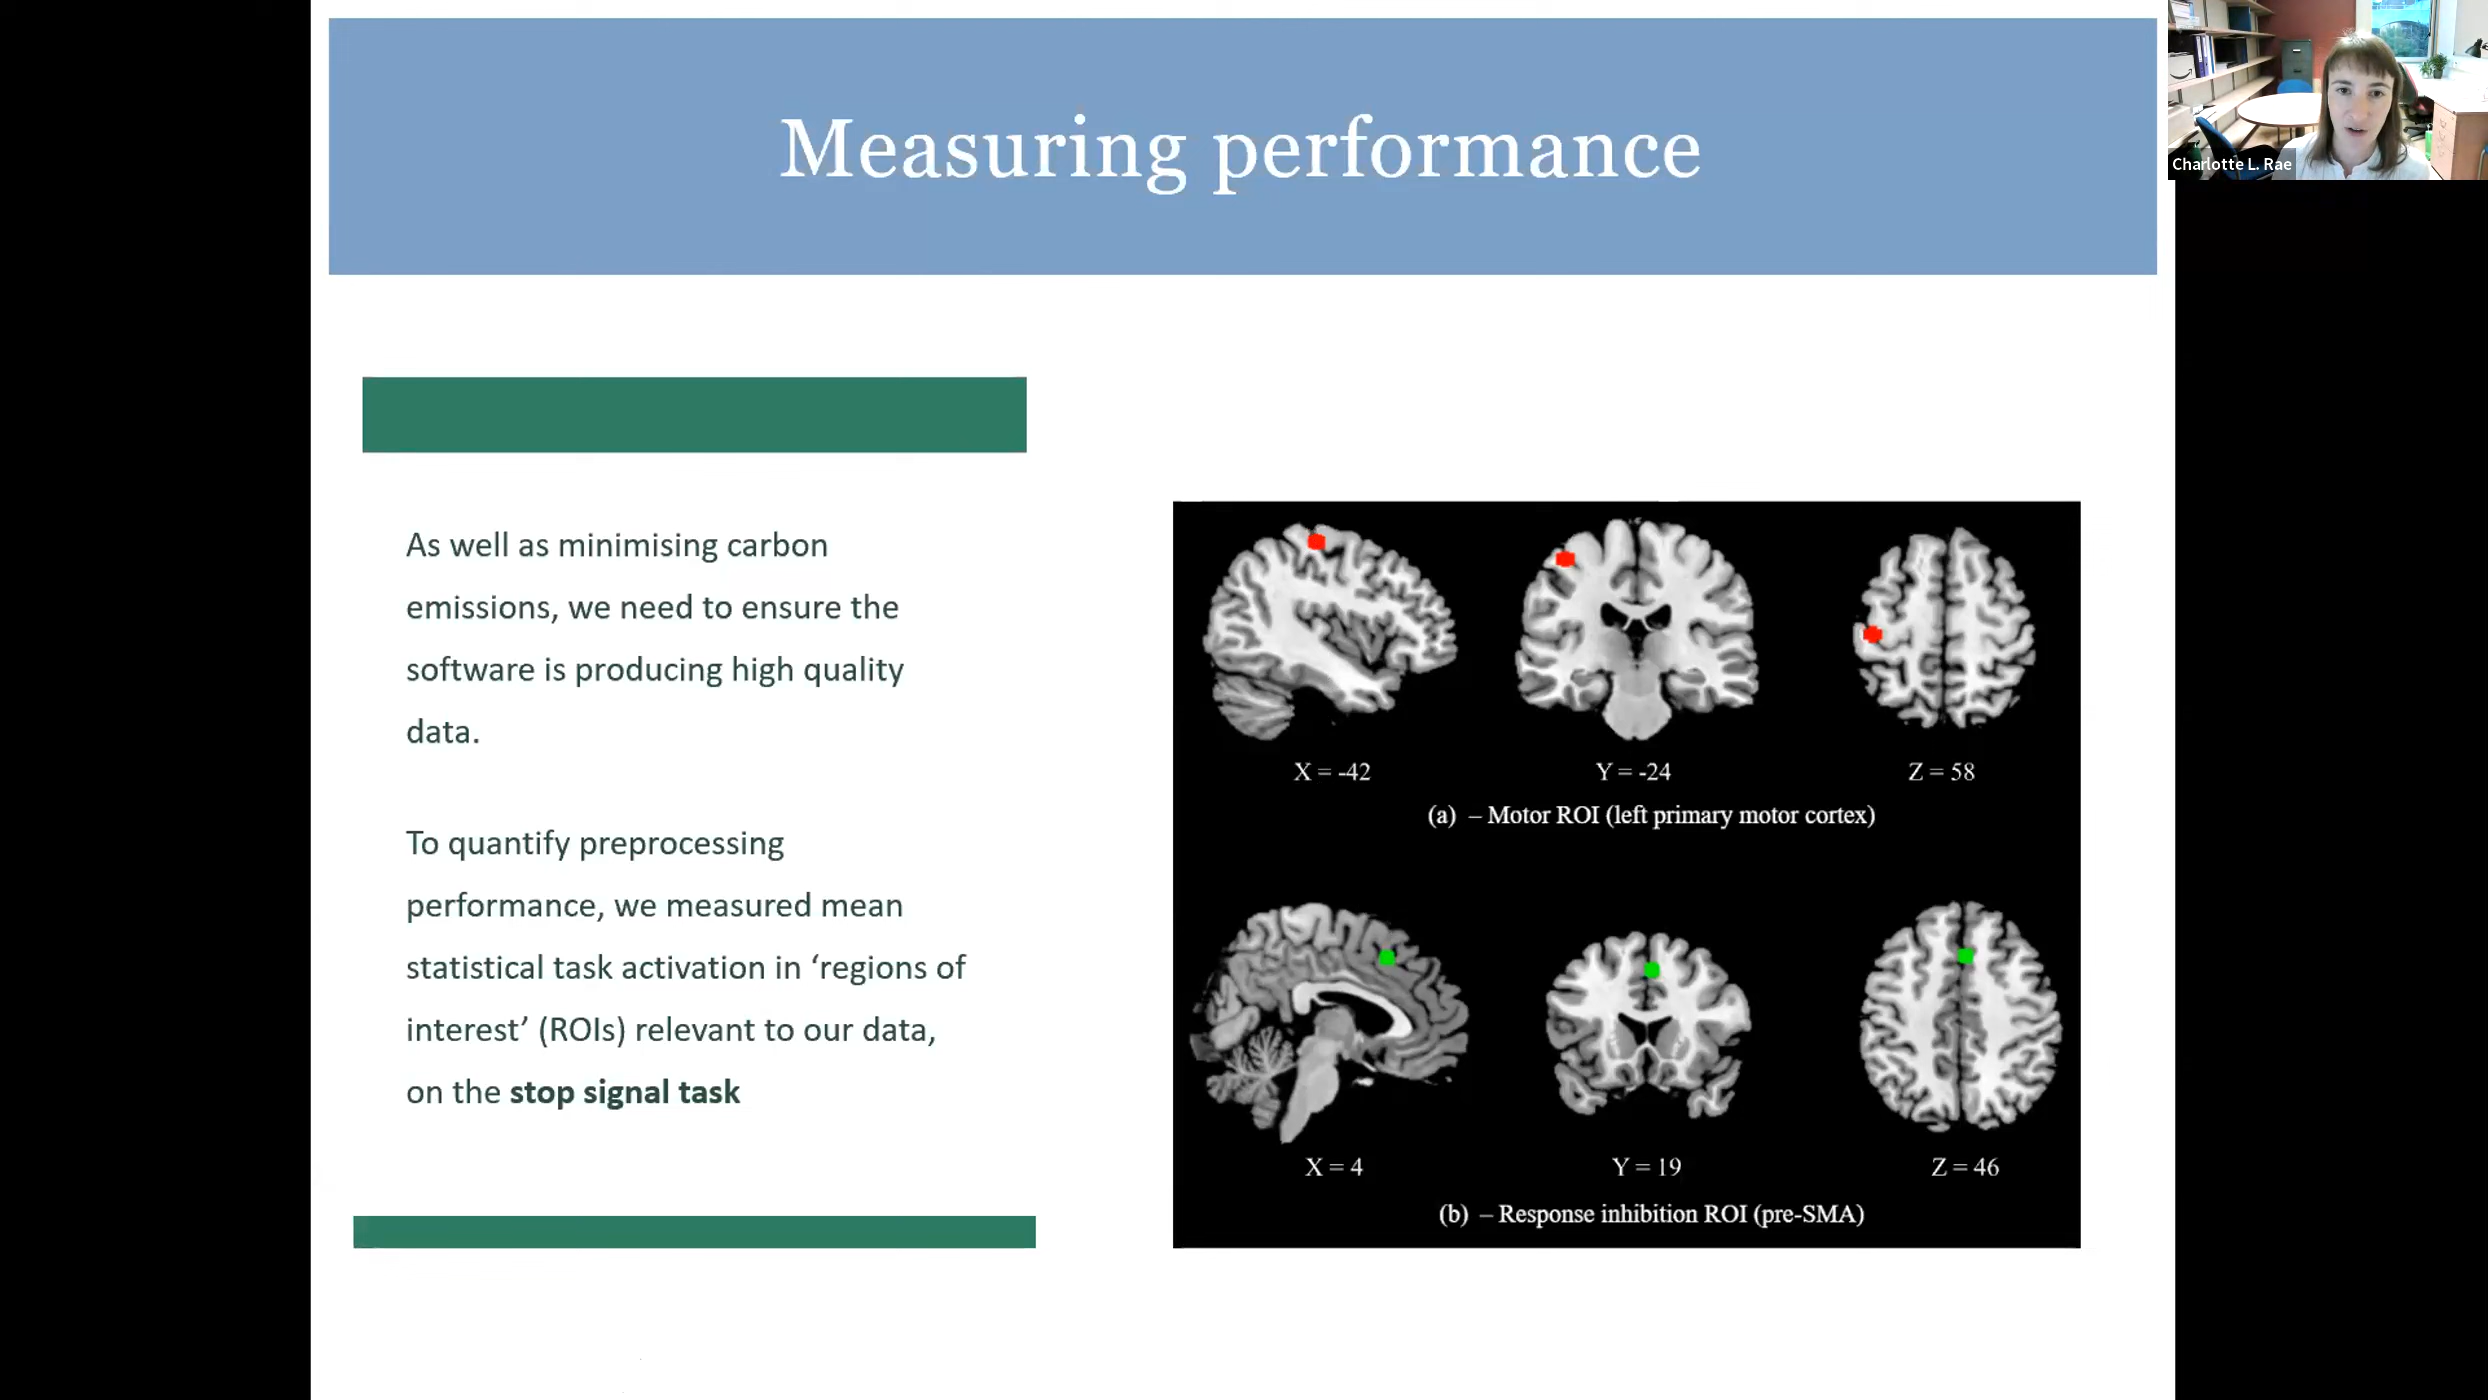 Measuring performance
Charlotte L. Rae
As well as minimising carbon
emissions, we need to ensure the
software is producing high quality
data.
To quantify preprocessing
performance, we measured mean
statistical task activation in ‘regions of
interest’ (ROIs) relevant to our data,
on the stop signal task
X = -42 Y = -24 Z = 58
(a) – Motor ROI (left primary motor cortex)
X = 4 Y = 19 Z = 46
(b) – Response inhibition ROI (pre-SMA)